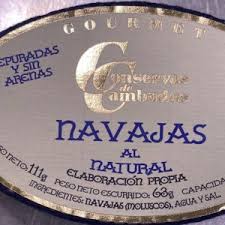 GOURMET
DEPURADAS
Y SIN
ARENAS
Conservas
de
Cambados
NAVAJAS
AL
NATURAL
ELABORACIÓN PROPIA
PESO NETO: 111g PESO NETO ESCURRIDO: 63g CAPACIDA
INGREDIENTES: NAVAJAS (MOLUSCOS), AGUA Y SAL.